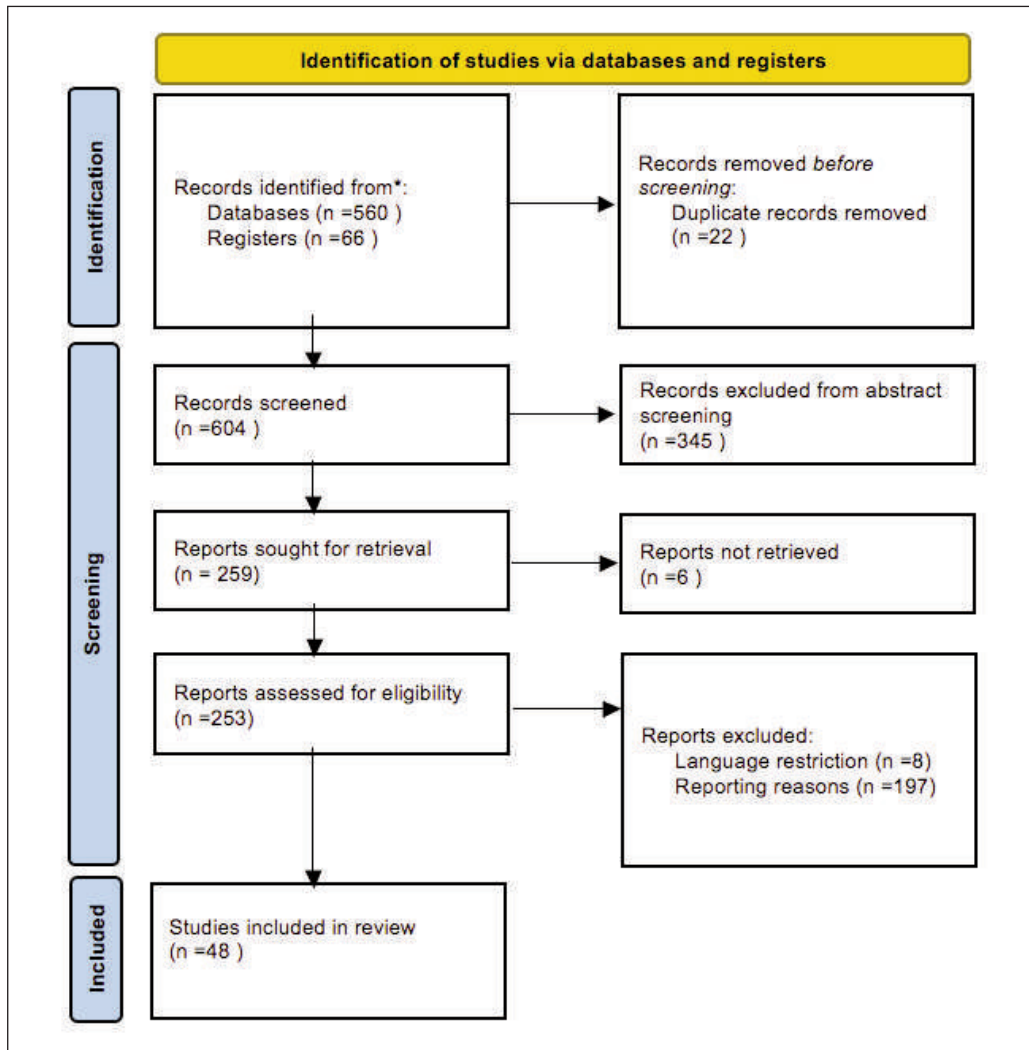 Identification of studies via databases and registers
Identification
Records identified from*:
Databases (n =560 )
Registers (n =66 )
Records removed before
screening:
Duplicate records removed
(n =22 )
Screening
Records screened
(n =604 )
Records excluded from abstract
screening
(n =345 )
Reports sought for retrieval
(n = 259)
Reports not retrieved
(n =6 )
Reports assessed for eligibility
(n =253)
Reports excluded:
Language restriction (n =8)
Reporting reasons (n =197)
Included
Studies included in review
(n =48 )